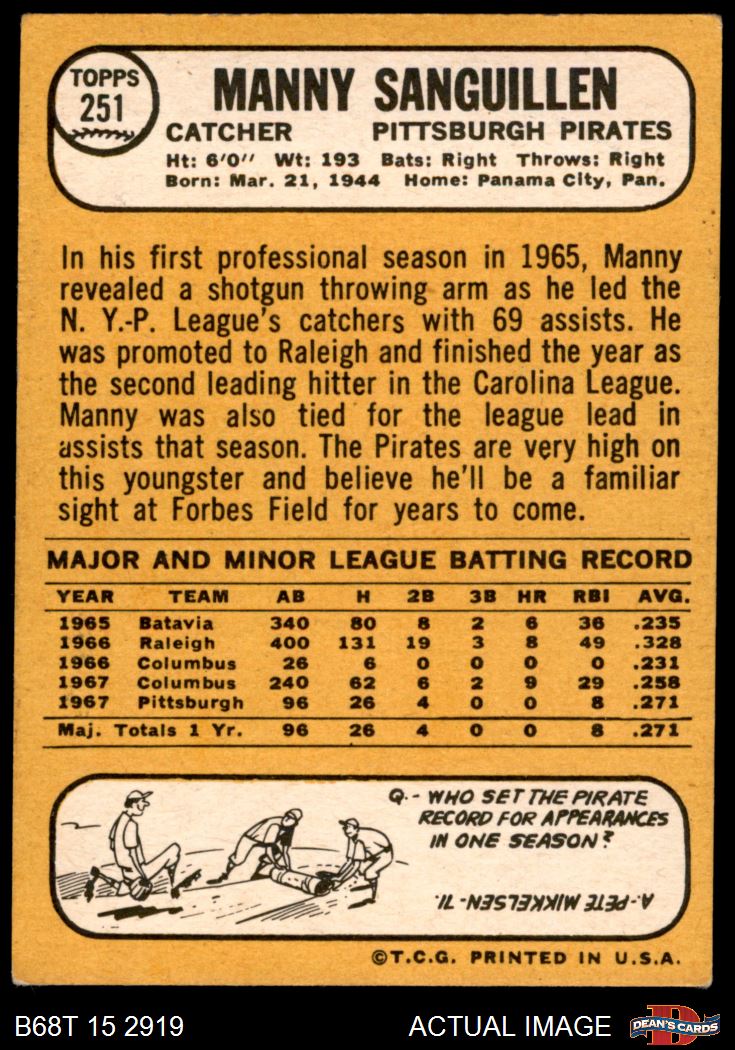 TOPPS
251
MANNY SANGUILLEN
CATCHER PITTSBURGH PIRATES
Ht: 6'0" Wt: 193 Bats: Right Throws: Right
Born: Mar. 21, 1944 Home: Panama City, Pan.
In his first professional season in 1965, Manny
revealed a shotgun throwing arm as he led the
N. Y.-P. League's catchers with 69 assists. He
was promoted to Raleigh and finished the year as
the second leading hitter in the Carolina League.
Manny was also tied for the league lead in
assists that season. The Pirates are very high on
this youngster and believe he'll be a familiar
sight at Forbes Field for years to come.
MAJOR AND MINOR LEAGUE BATTING RECORD
YEAR TEAM AB H 2B 3B HR RBI AVG.
1965 Batavia 340 80 8 2 6 36 .235
1966 Raleigh 400 131 19 3 8 49 .328
1966 Columbus 26 6 0 0 0 0 .231
1967 Columbus 240 62 6 2 9 29 .258
1967 Pittsburgh 96 26 4 0 0 8 .271
Maj. Totals 1 Yr. 96 26 4 0 0 8 .271
Q.- WHO SET THE PIRATE
RECORD FOR APPEARANCES
IN ONE SEASON?
A- PETE MIKKELSEN - 71.
©T.C.G. PRINTED IN U.S.A.
B68T 15 2919 ACTUAL IMAGE
D
DEAN'S CARDS